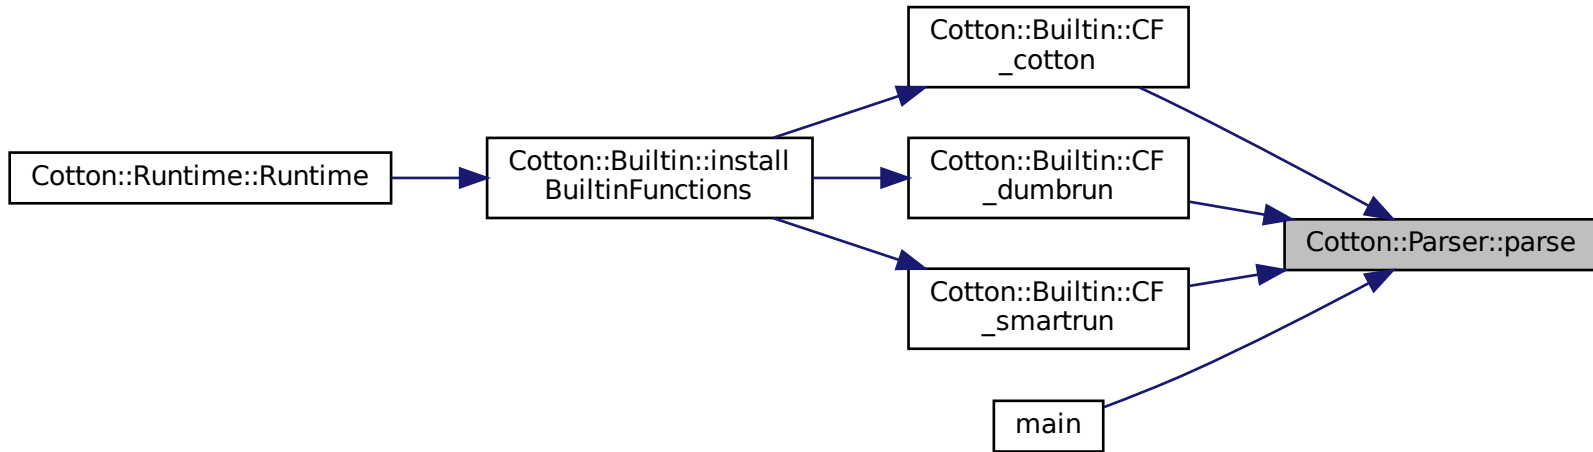 Cotton::Runtime::Runtime
Cotton::Builtin::install
BuiltinFunctions
Cotton::Builtin::CF
_cotton
Cotton::Builtin::CF
_dumbrun
Cotton::Builtin::CF
_smartrun
main
Cotton::Parser::parse